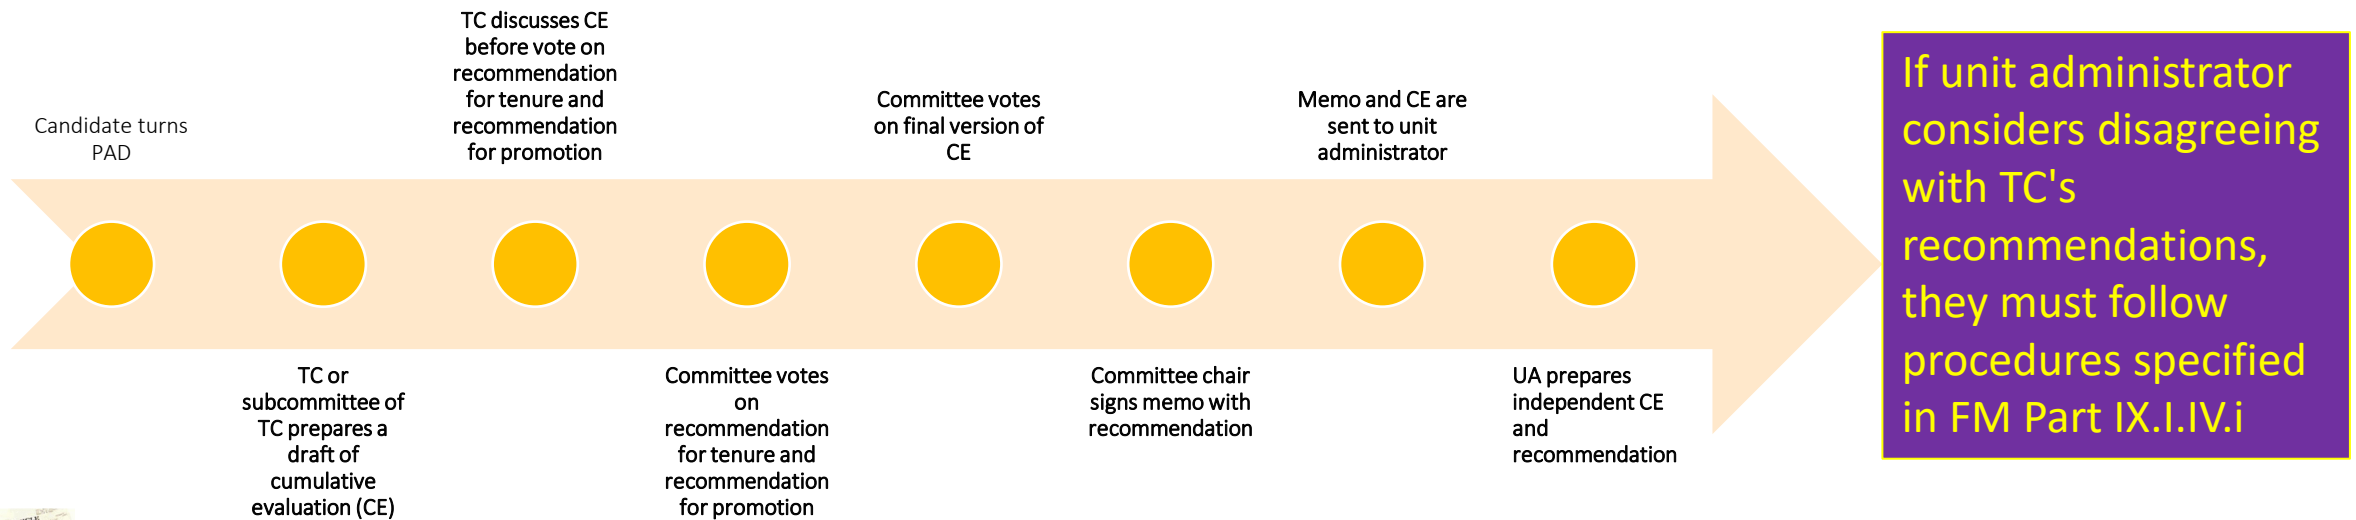 Candidate turns
PAD
TC or
subcommittee of
TC prepares a
draft of
cumulative
evaluation (CE)
TC discusses CE
before vote on
recommendation
for tenure and
recommendation
for promotion
Committee votes
on
recommendation
for tenure and
recommendation
for promotion
Committee votes
on final version of
CE
Committee chair
signs memo with
recommendation
Memo and CE are
sent to unit
administrator
UA prepares
independent CE
and
recommendation
If unit administrator
considers disagreeing
with TC's
recommendations,
they must follow
procedures specified
in FM Part IX.I.IV.i